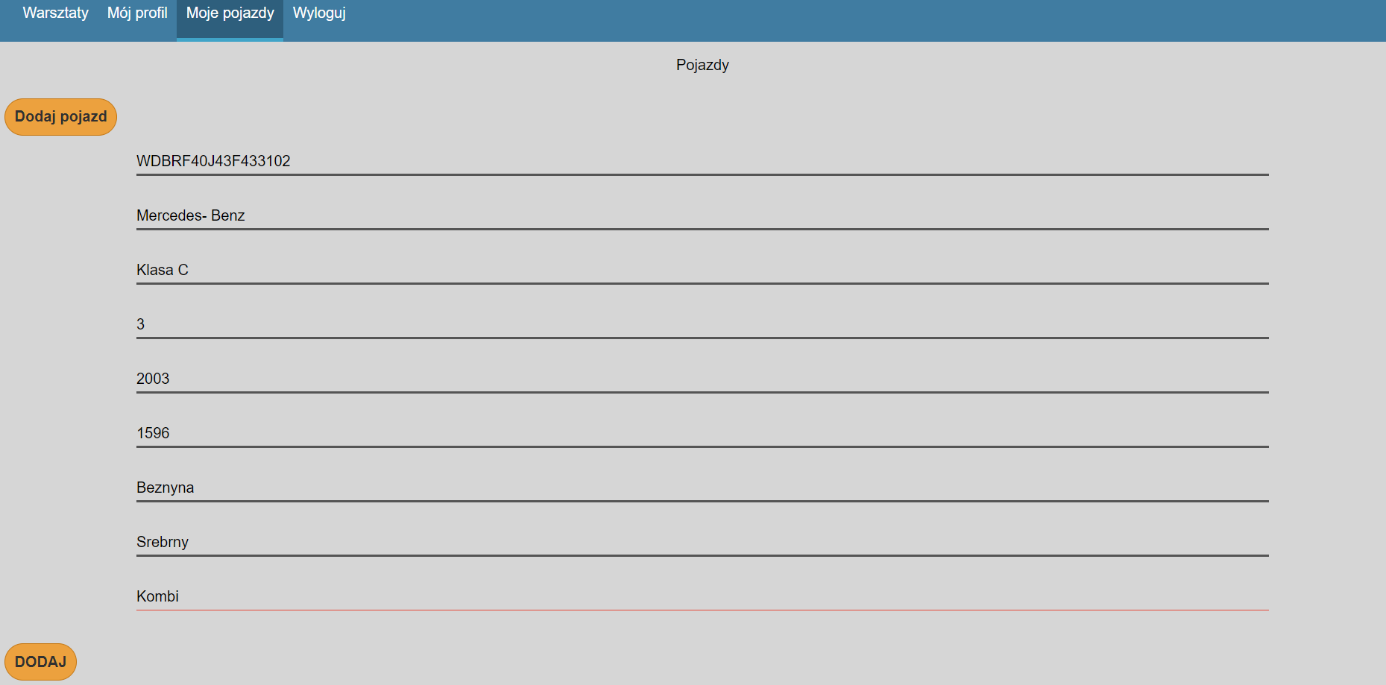 Warsztaty Mój profil Moje pojazdy Wyloguj
Pojazdy
Dodaj pojazd
WDBRF40J43F433102
Mercedes- Benz
Klasa C
3
2003
1596
Beznyna
Srebrny
Kombi
DODAJ